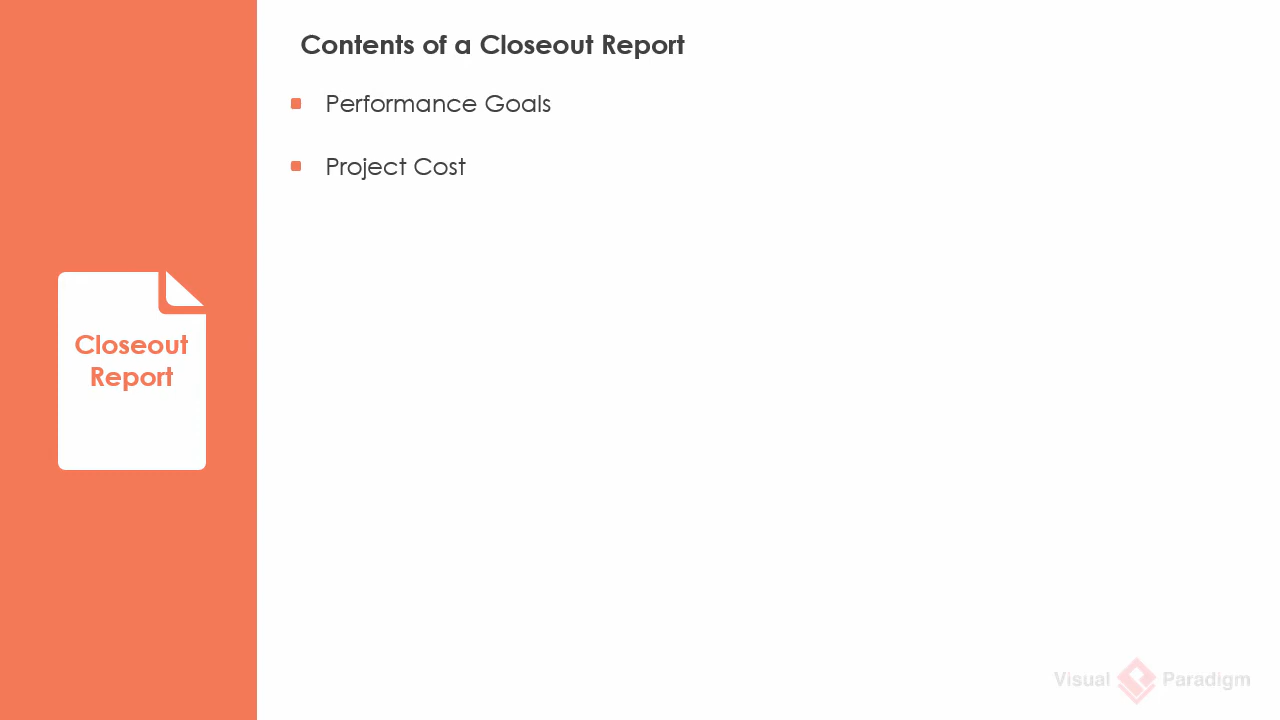 Contents of a Closeout Report
Performance Goals
Project Cost
Closeout
Report
Visual Paradigm